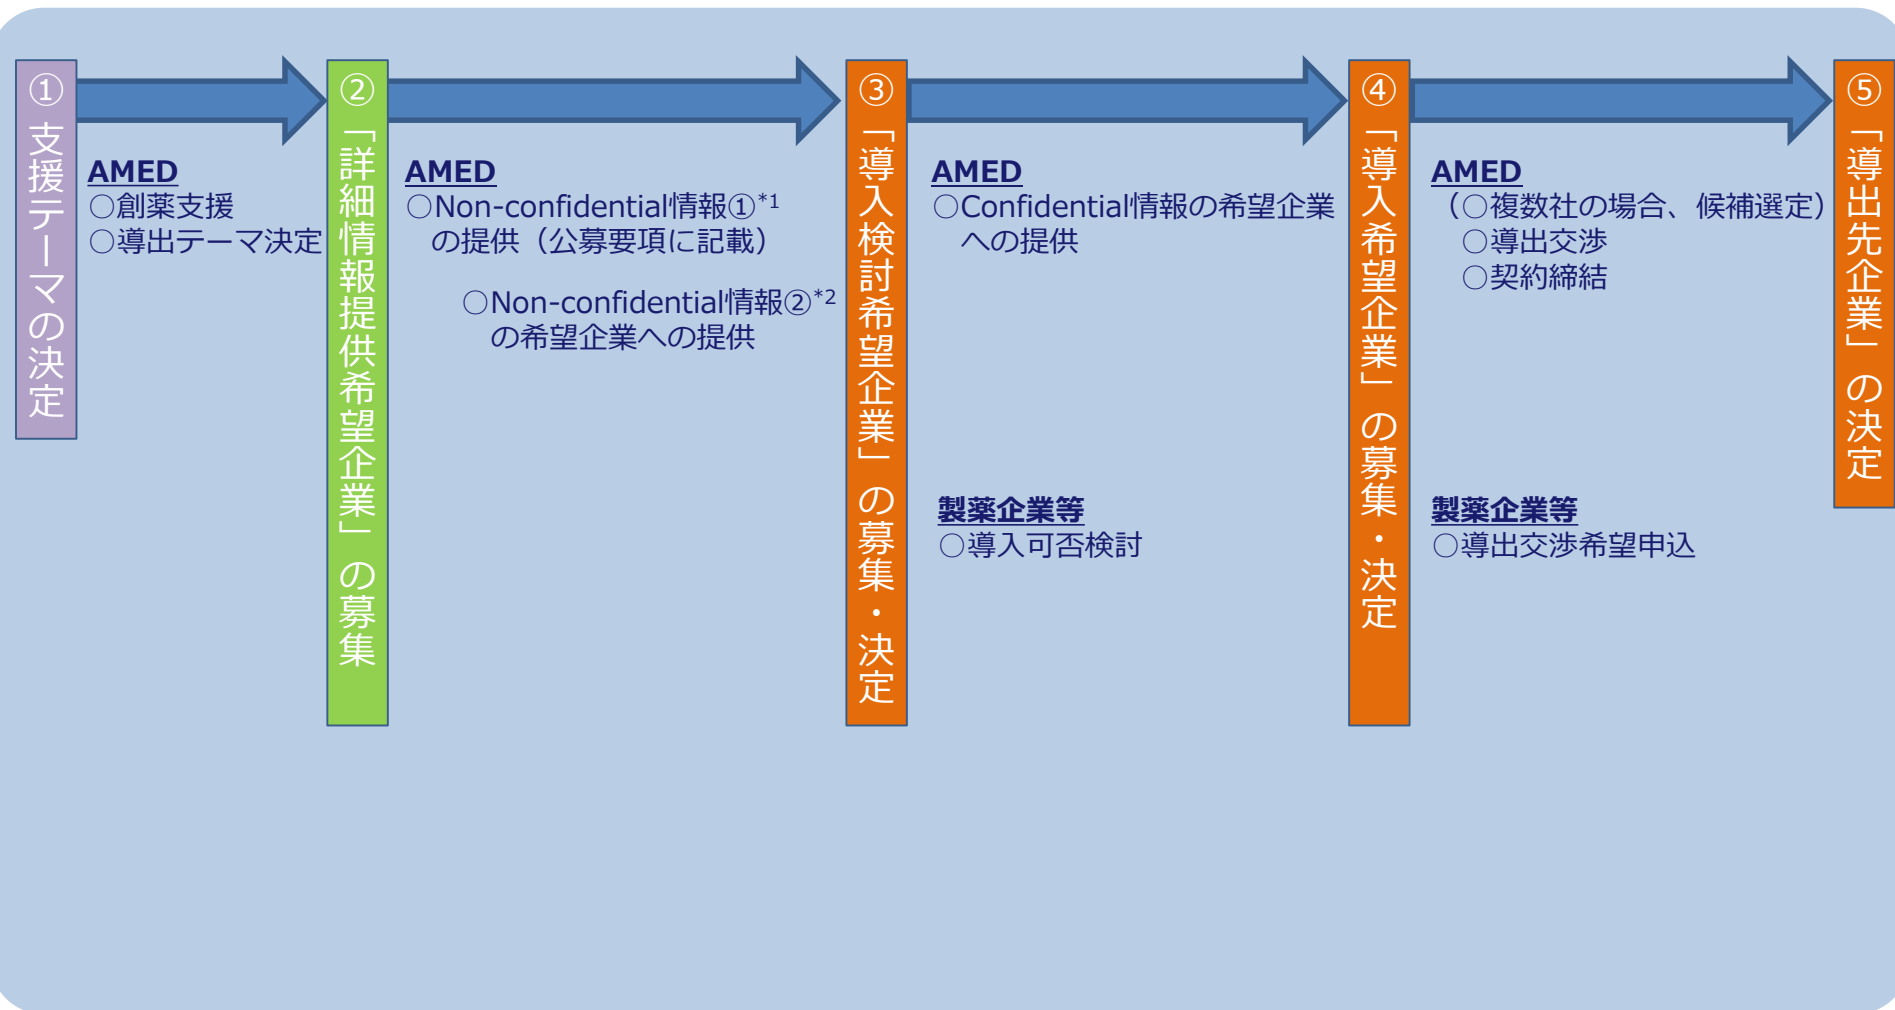 ① 支援テーマの決定
AMED
○創薬支援
○導出テーマ決定
② 「詳細情報提供希望企業」の募集
AMED
○Non-confidential情報①*1
の提供（公募要項に記載）
○Non-confidential情報②*2
の希望企業への提供
③ 「導入検討希望企業」の募集・決定
AMED
○Confidential情報の希望企業
への提供
製薬企業等
○導入可否検討
④ 「導入希望企業」の募集・決定
AMED
（○複数社の場合、候補選定）
○導出交渉
○契約締結
製薬企業等
○導出交渉希望申込
⑤ 「導出先企業」の決定